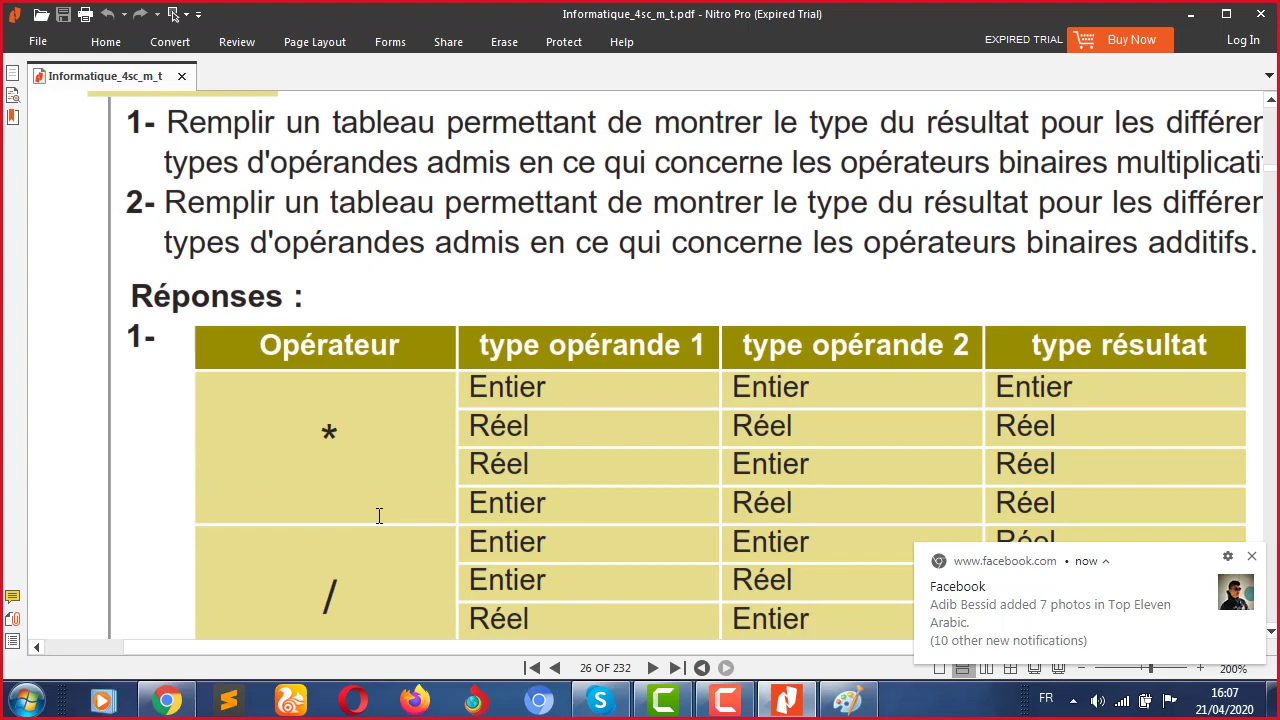 Informatique_4sc_m_t.pdf - Nitro Pro (Expired Trial)
File Home Convert Review Page Layout Forms Share Erase Protect Help EXPIRED TRIAL Buy Now Log In
Informatique_4sc_m_t
1- Remplir un tableau permettant de montrer le type du résultat pour les différen
types d'opérandes admis en ce qui concerne les opérateurs binaires multiplicati
2- Remplir un tableau permettant de montrer le type du résultat pour les différen
types d'opérandes admis en ce qui concerne les opérateurs binaires additifs.
Réponses :
1-
Opérateur type opérande 1 type opérande 2 type résultat
Entier Entier Entier
* Réel Réel Réel
Réel Entier Réel
Entier Réel Réel
Entier Entier Réel
/ Entier Réel
Réel Entier
www.facebook.com • now
Facebook
Adib Bessid added 7 photos in Top Eleven
Arabic.
(10 other new notifications)
26 OF 232
200%
FR
16:07
21/04/2020